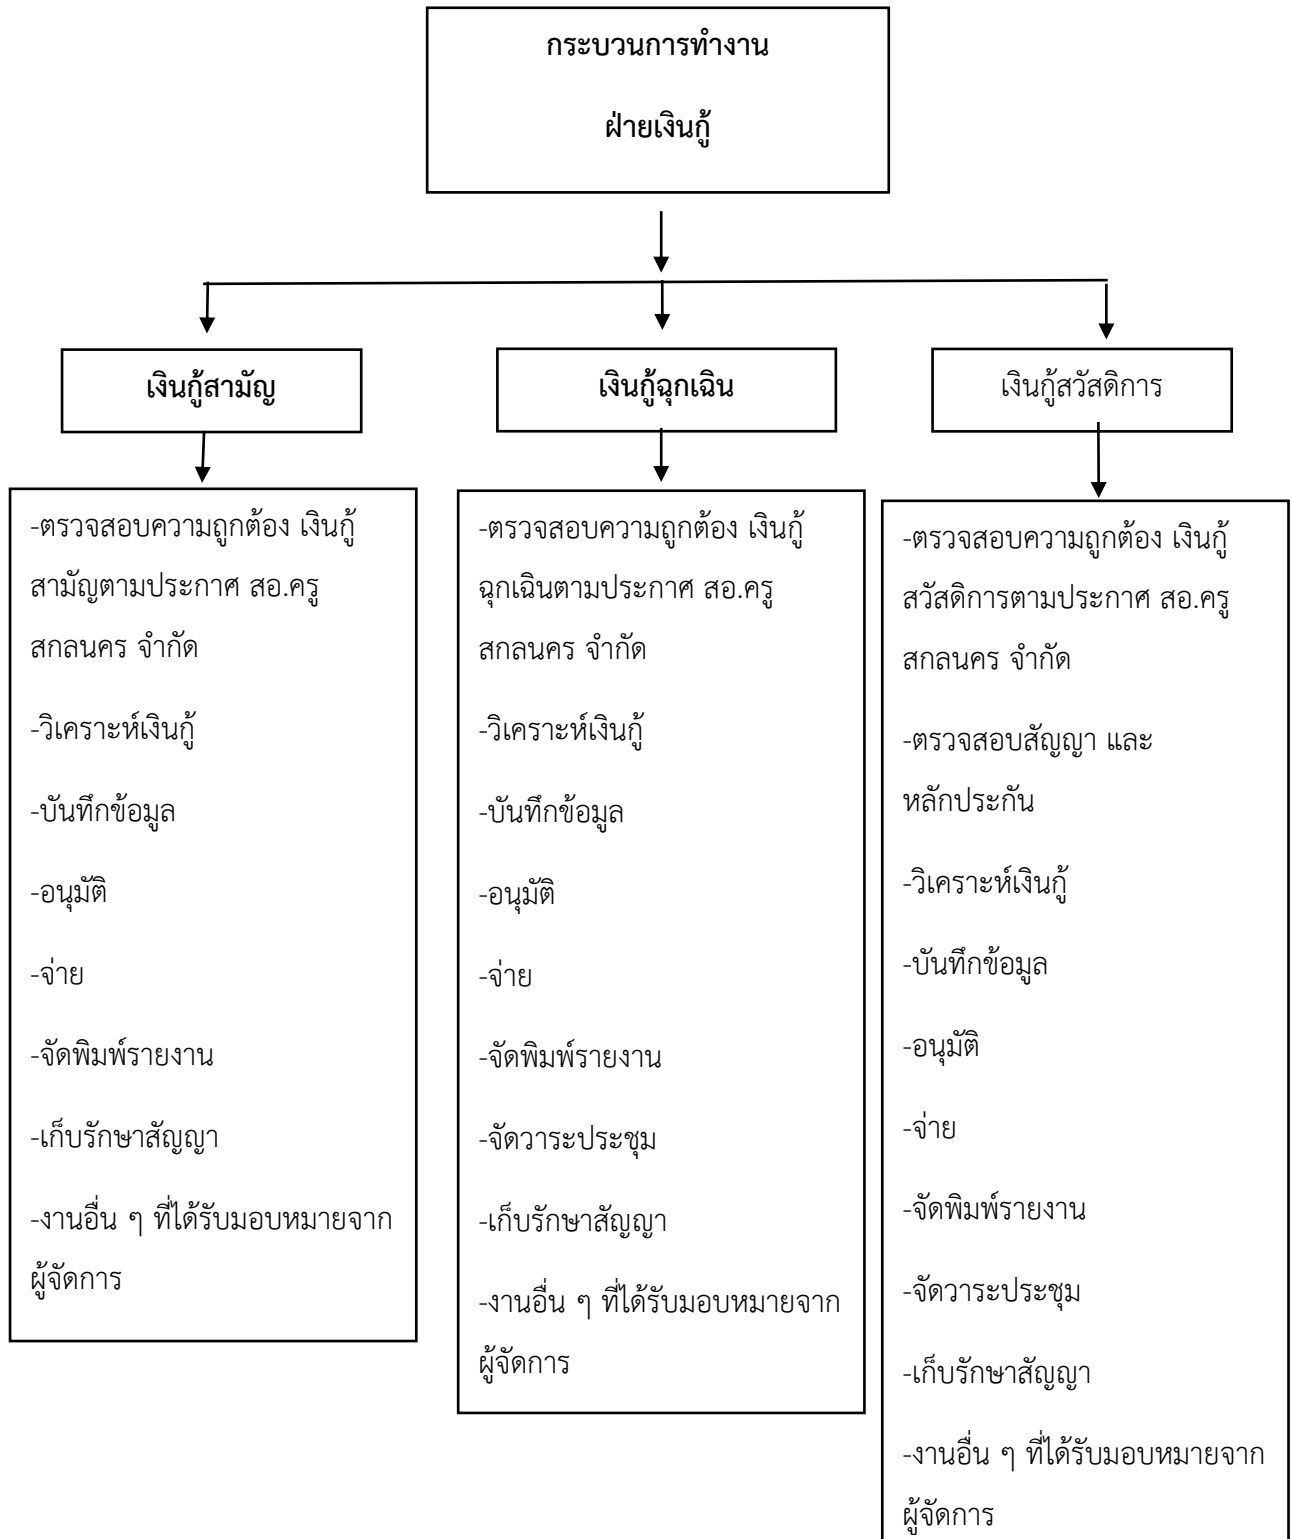 กระบวนการทำงาน
ฝ่ายเงินกู้
เงินกู้สามัญ
เงินกู้ฉุกเฉิน
เงินกู้สวัสดิการ
-ตรวจสอบความถูกต้อง เงินกู้
สามัญตามประกาศ สอ.ครู
สกลนคร จำกัด
-วิเคราะห์เงินกู้
-บันทึกข้อมูล
-อนุมัติ
-จ่าย
-จัดพิมพ์รายงาน
-เก็บรักษาสัญญา
-งานอื่น ๆ ที่ได้รับมอบหมายจาก
ผู้จัดการ
-ตรวจสอบความถูกต้อง เงินกู้
ฉุกเฉินตามประกาศ สอ.ครู
สกลนคร จำกัด
-วิเคราะห์เงินกู้
-บันทึกข้อมูล
-อนุมัติ
-จ่าย
-จัดพิมพ์รายงาน
-จัดวาระประชุม
-เก็บรักษาสัญญา
-งานอื่น ๆ ที่ได้รับมอบหมายจาก
ผู้จัดการ
-ตรวจสอบความถูกต้อง เงินกู้
สวัสดิการตามประกาศ สอ.ครู
สกลนคร จำกัด
-ตรวจสอบสัญญา และ
หลักประกัน
-วิเคราะห์เงินกู้
-บันทึกข้อมูล
-อนุมัติ
-จ่าย
-จัดพิมพ์รายงาน
-จัดวาระประชุม
-เก็บรักษาสัญญา
-งานอื่น ๆ ที่ได้รับมอบหมายจาก
ผู้จัดการ